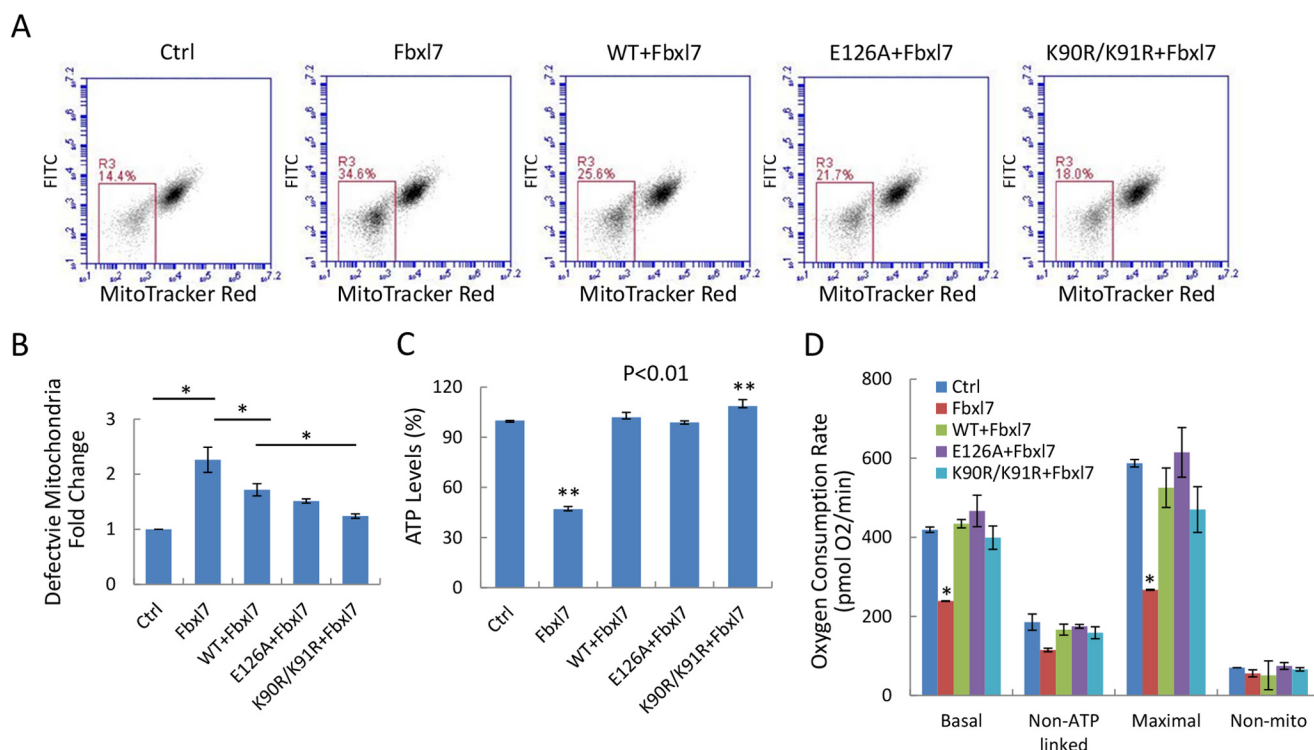 A
Ctrl
Fbxl7
WT+Fbxl7
E126A+Fbxl7
K90R/K91R+Fbxl7
R3
14.4%
R3
34.6%
R3
25.6%
R3
21.7%
R3
18.0%
FITC
FITC
FITC
FITC
FITC
MitoTracker Red
MitoTracker Red
MitoTracker Red
MitoTracker Red
MitoTracker Red
B
Defectvie Mitochondria
Fold Change
3
2
1
0
*
*
*
Ctrl
Fbxl7
WT+Fbxl7
E126A+Fbxl7
K90R/K91R+Fbxl7
C
P<0.01
ATP Levels (%)
120
90
60
30
0
**
**
Ctrl
Fbxl7
WT+Fbxl7
E126A+Fbxl7
K90R/K91R+Fbxl7
D
Oxygen Consumption Rate
(pmol O2/min)
800
600
400
200
0
Ctrl
Fbxl7
WT+Fbxl7
E126A+Fbxl7
K90R/K91R+Fbxl7
*
*
Basal
Non-ATP
linked
Maximal
Non-mito